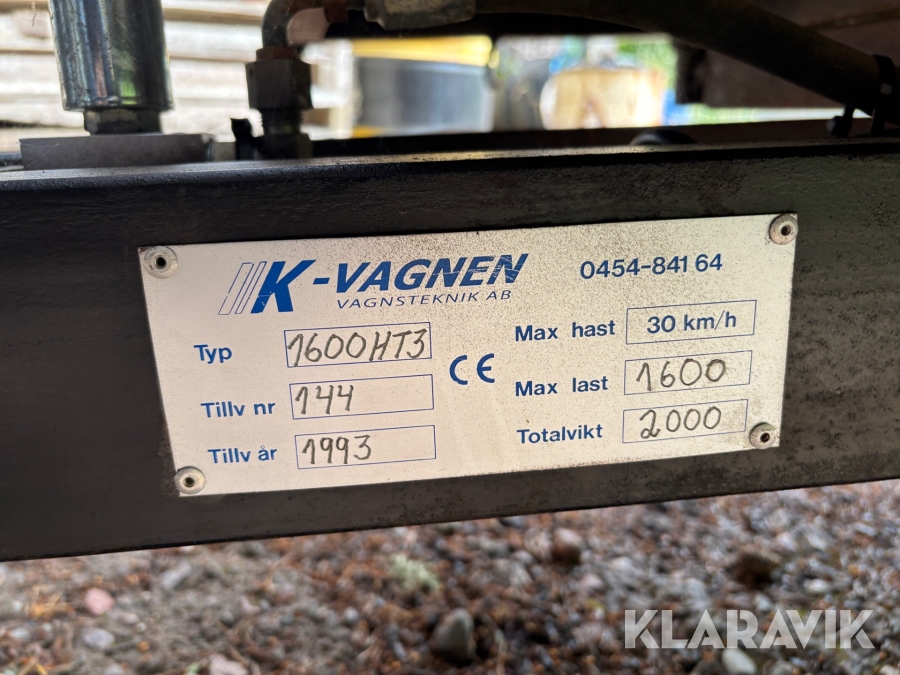 K-VAGNEN
VAGNSTEKNIK AB
0454-841 64
Typ 1600HT3
Tillv nr 144
Tillv år 1993
CE
Max hast 30 km/h
Max last 1600
Totalvikt 2000
KLARAVIK